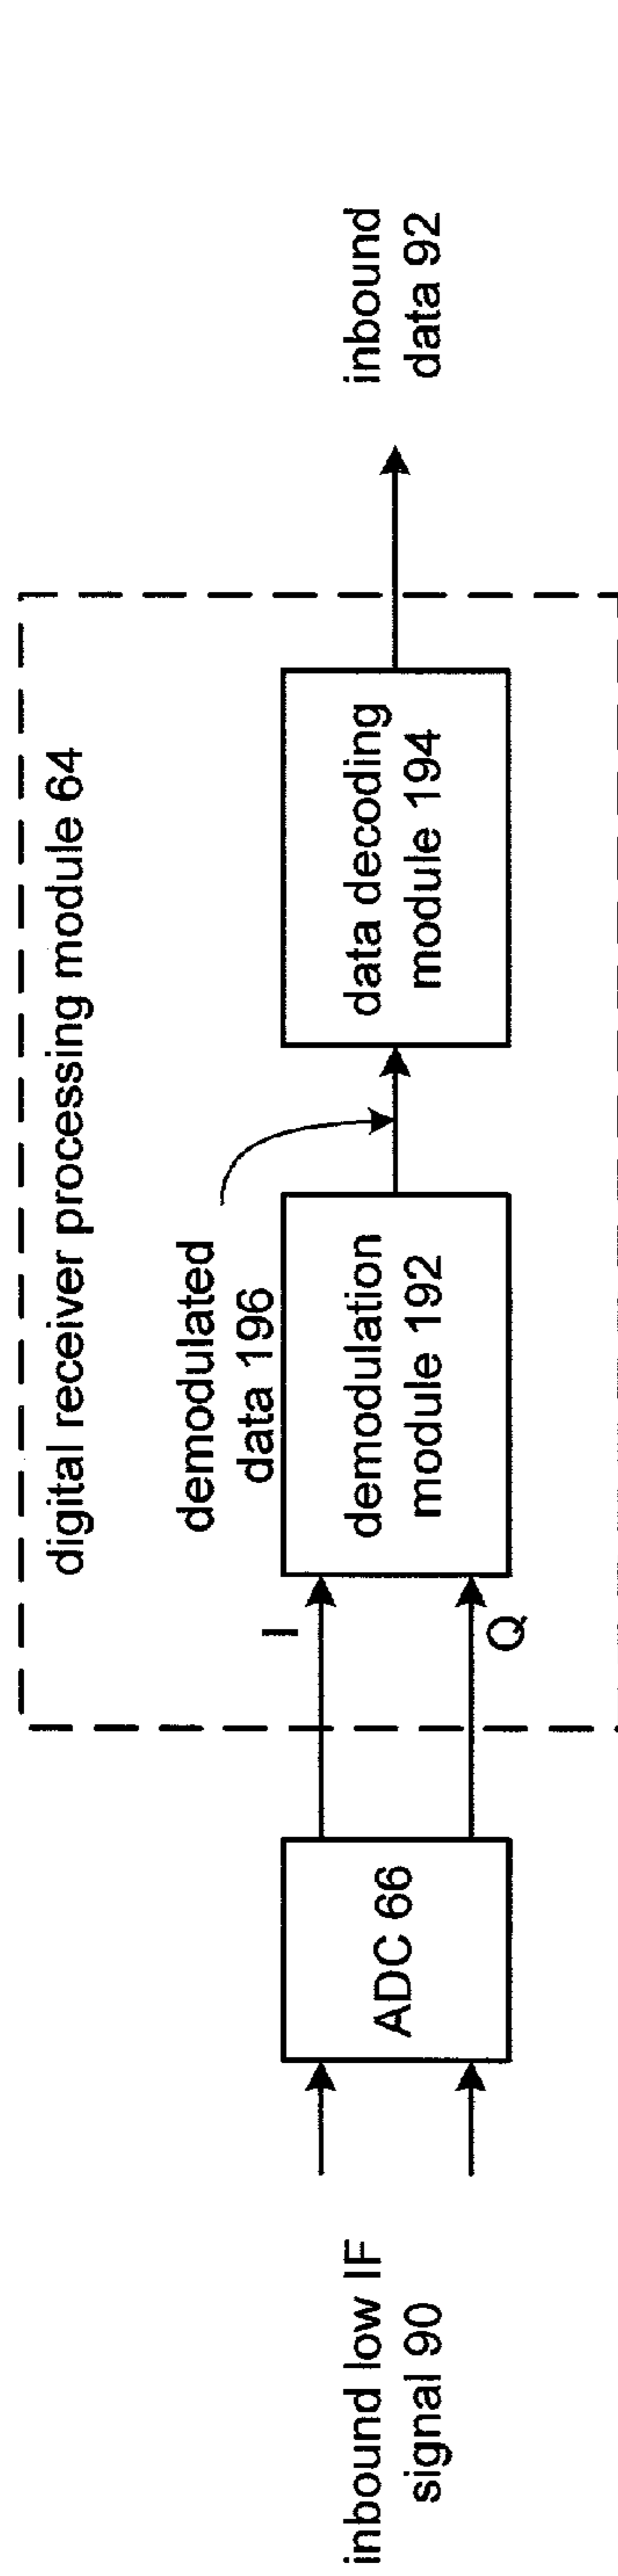 digital receiver processing module 64
inbound low IF
signal 90
ADC 66
I
Q
demodulated
data 196
demodulation
module 192
data decoding
module 194
inbound
data 92